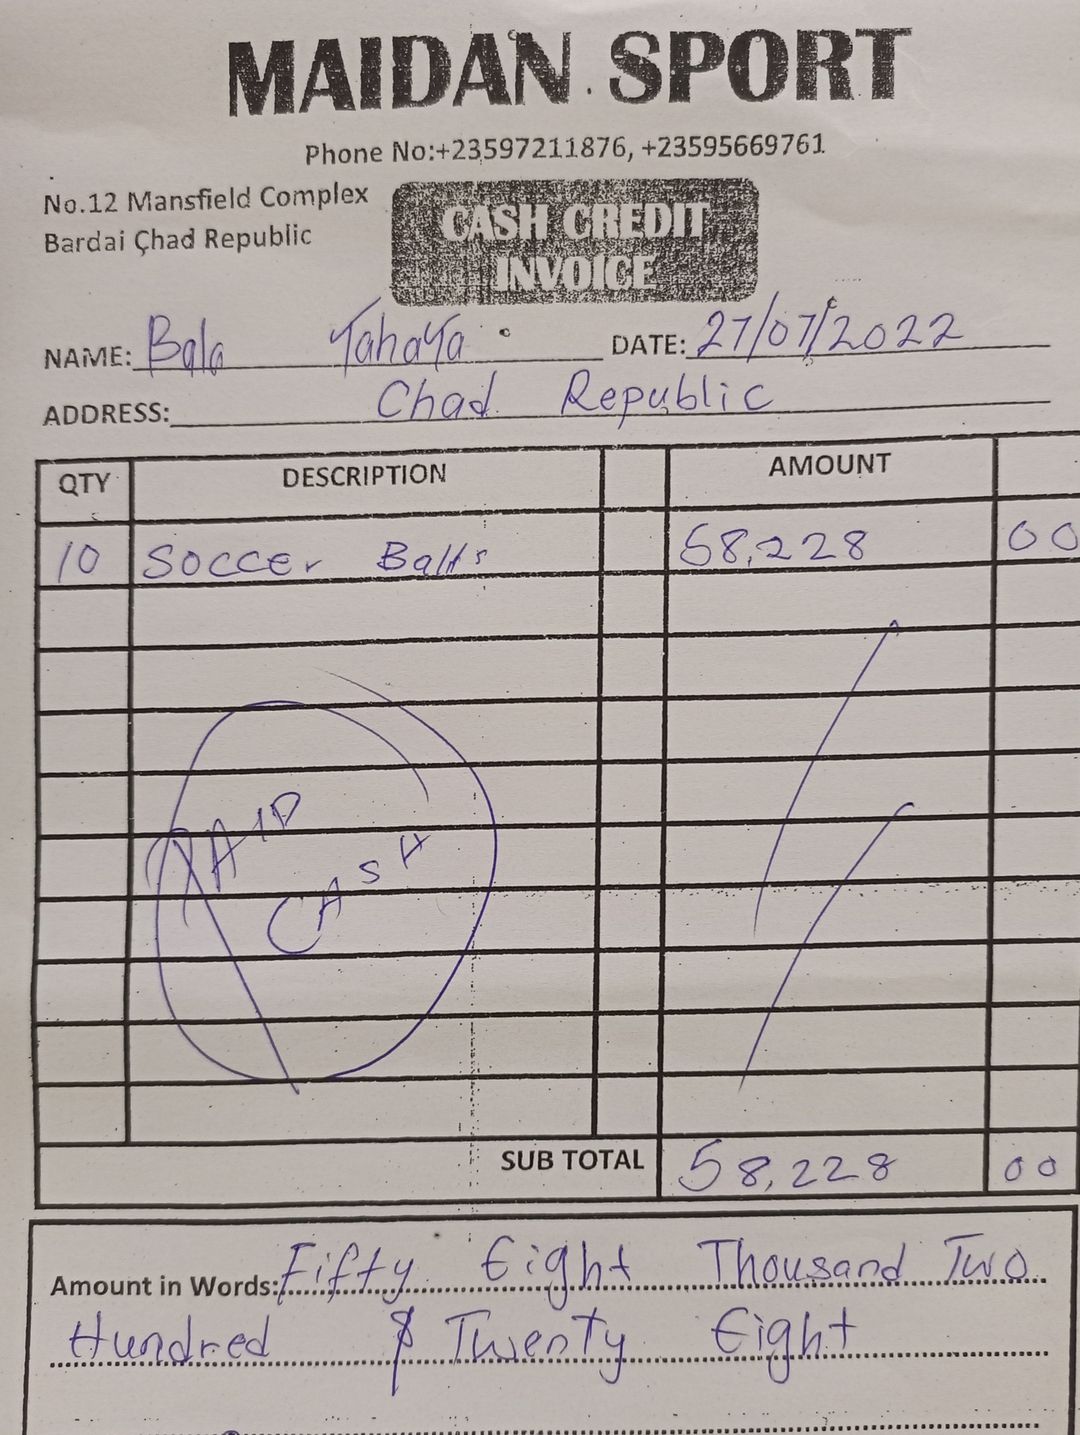 MAIDAN SPORT
Phone No:+23597211876, +23595669761
No.12 Mansfield Complex
Bardai Çhad Republic
CASH CREDIT
INVOICE
NAME: Bala Yahaya DATE: 27/07/2022
ADDRESS: Chad Republic
QTY DESCRIPTION AMOUNT
10 Soccer Balls 58,228 00
PAID
CASH
SUB TOTAL 58,228 00
Amount in Words: Fifty Eight Thousand Two
Hundred & Twenty Eight